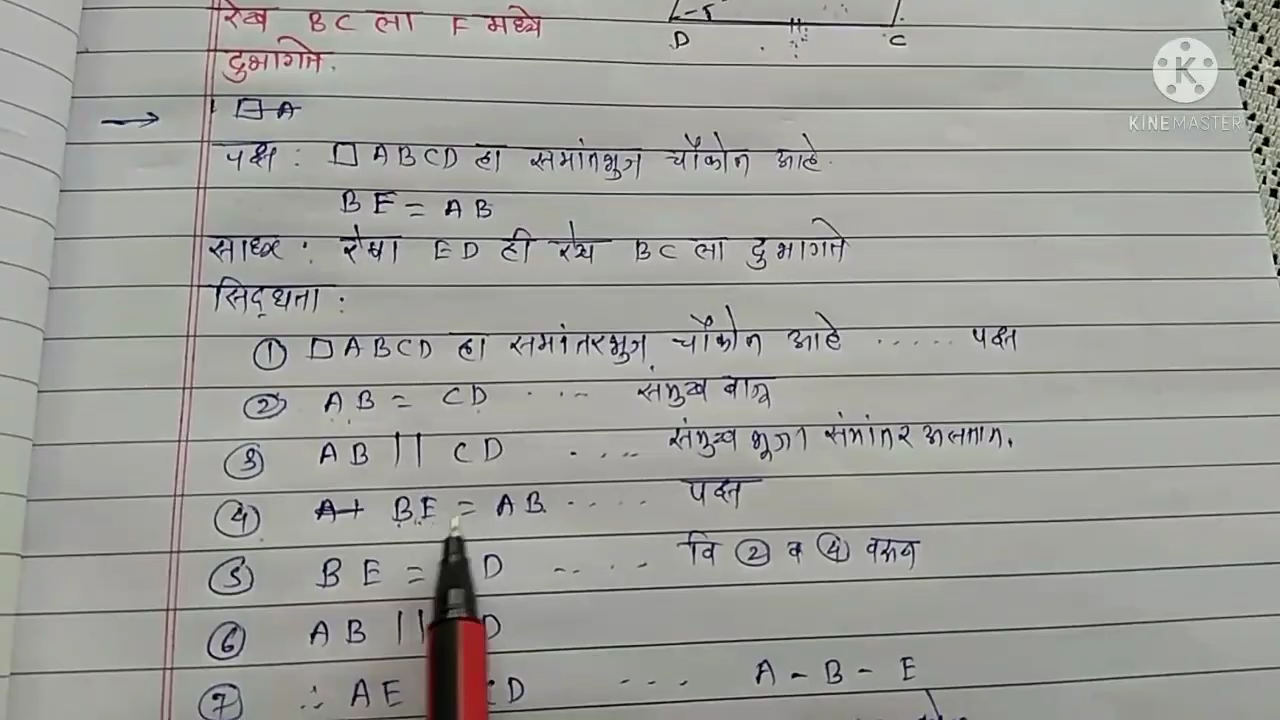 रेख BC ला F मध्ये
दुभागते.
D C
K
KINEMASTER
→ □ A
पक्ष : □ ABCD हा समांतभुज चौकोन आहे.
BE = AB
साध्य : रेषा ED ही रेख BC ला दुभागते
सिद्धता :
① □ABCD हा समांतरभुज चौकोन आहे ..... पक्ष
② AB = CD .... संमुख बाजू
③ AB || CD .... संमुख भूजा संमांतर असतात.
④ BE = AB ..... पक्ष
⑤ BE = D ..... वि ② व ④ वरून
⑥ AB || D
⑦ ∴ AE CD ... A - B - E